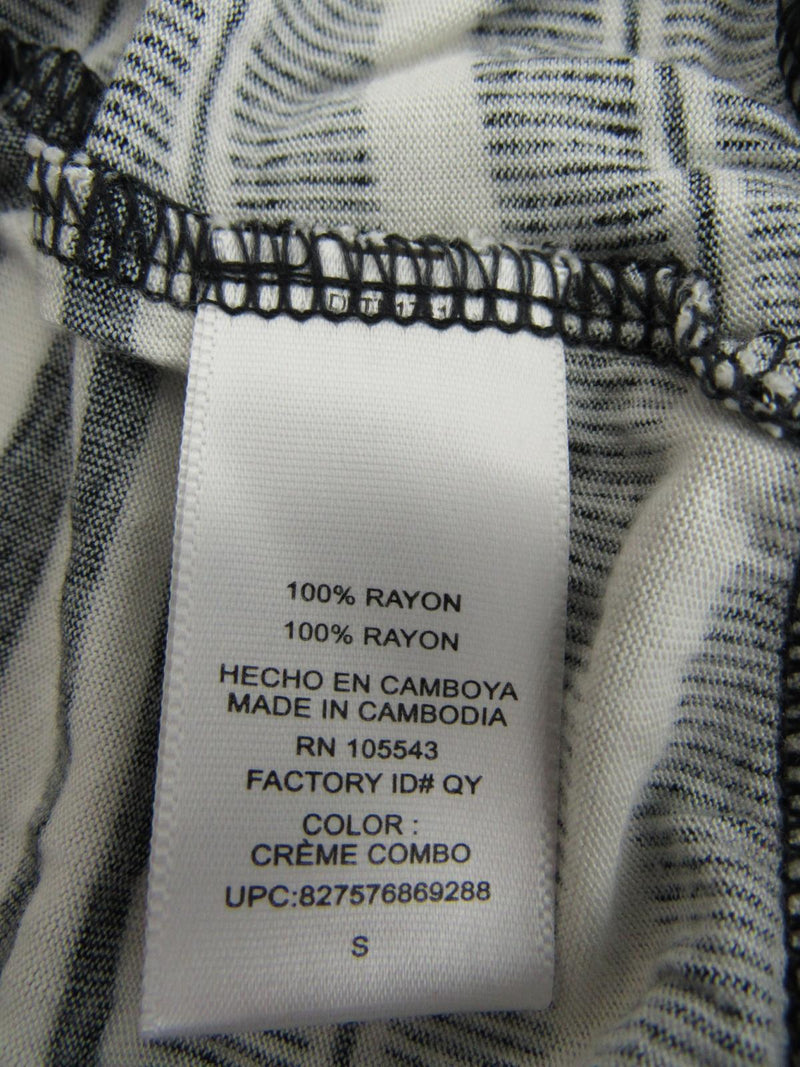 100% RAYON
100% RAYON
HECHO EN CAMBOYA
MADE IN CAMBODIA
RN 105543
FACTORY ID# QY
COLOR :
CRÈME COMBO
UPC:827576869288
S